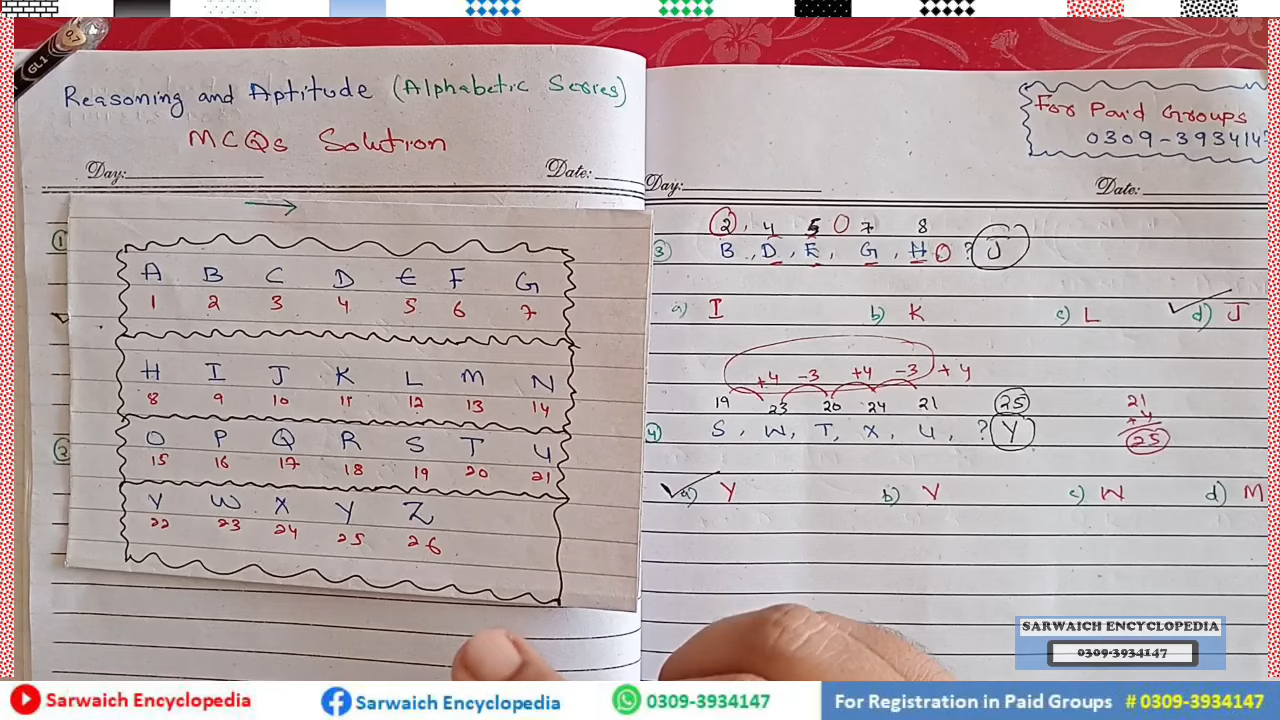 GL1 07
Reasoning and Aptitude (Alphabetic Series)
MCQs Solution
Day: Date:
A B C D E F G
1 2 3 4 5 6 7
H I J K L M N
8 9 10 11 12 13 14
O P Q R S T U
15 16 17 18 19 20 21
V W X Y Z
22 23 24 25 26
1
2
For Paid Groups
0309-393414
Day: Date:
2, 4 5 7 8
3 B, D, E, G, H ? J
a) I b) K c) L d) J
+4 -3 +4 -3 +4
19 23 20 24 21 25
4 S, W, T, X, U, ? Y
21
+4
25
a) Y b) V c) W d) M
SARWAICH ENCYCLOPEDIA
0309-3934147
Sarwaich Encyclopedia Sarwaich Encyclopedia 0309-3934147 For Registration in Paid Groups # 0309-3934147